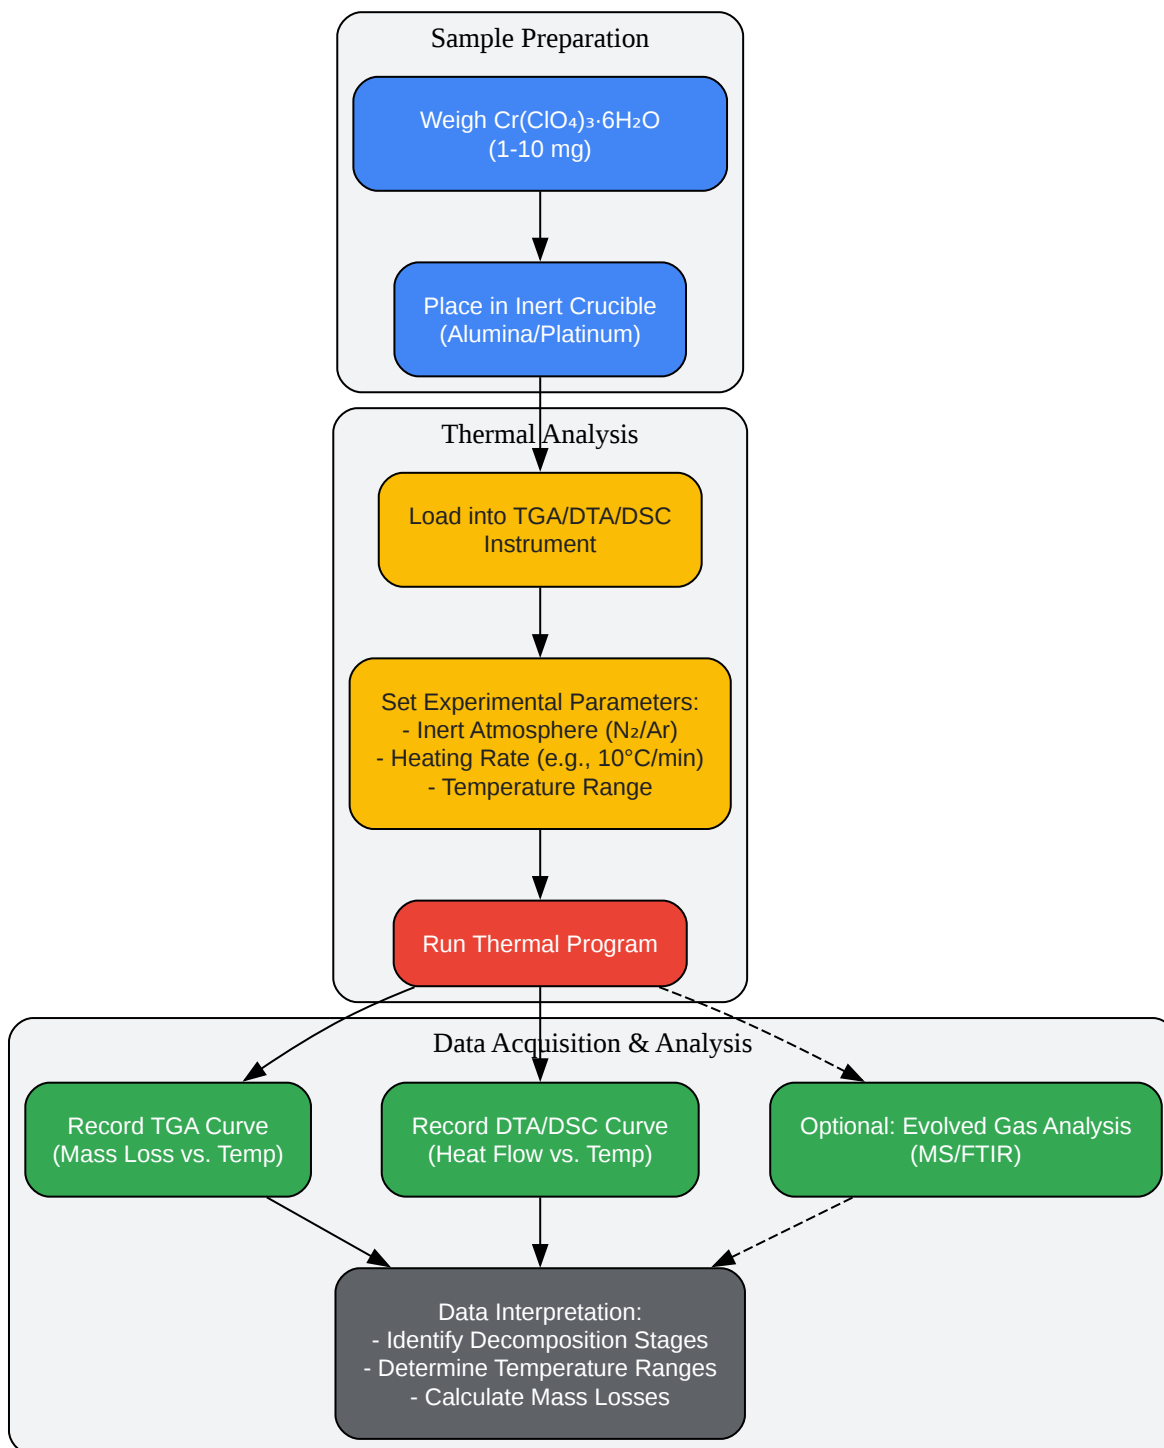 Sample Preparation
Weigh Cr(ClO₄)₃·6H₂O
(1-10 mg)
Place in Inert Crucible
(Alumina/Platinum)
Thermal Analysis
Load into TGA/DTA/DSC
Instrument
Set Experimental Parameters:
- Inert Atmosphere (N₂/Ar)
- Heating Rate (e.g., 10°C/min)
- Temperature Range
Run Thermal Program
Data Acquisition & Analysis
Record TGA Curve
(Mass Loss vs. Temp)
Record DTA/DSC Curve
(Heat Flow vs. Temp)
Optional: Evolved Gas Analysis
(MS/FTIR)
Data Interpretation:
- Identify Decomposition Stages
- Determine Temperature Ranges
- Calculate Mass Losses